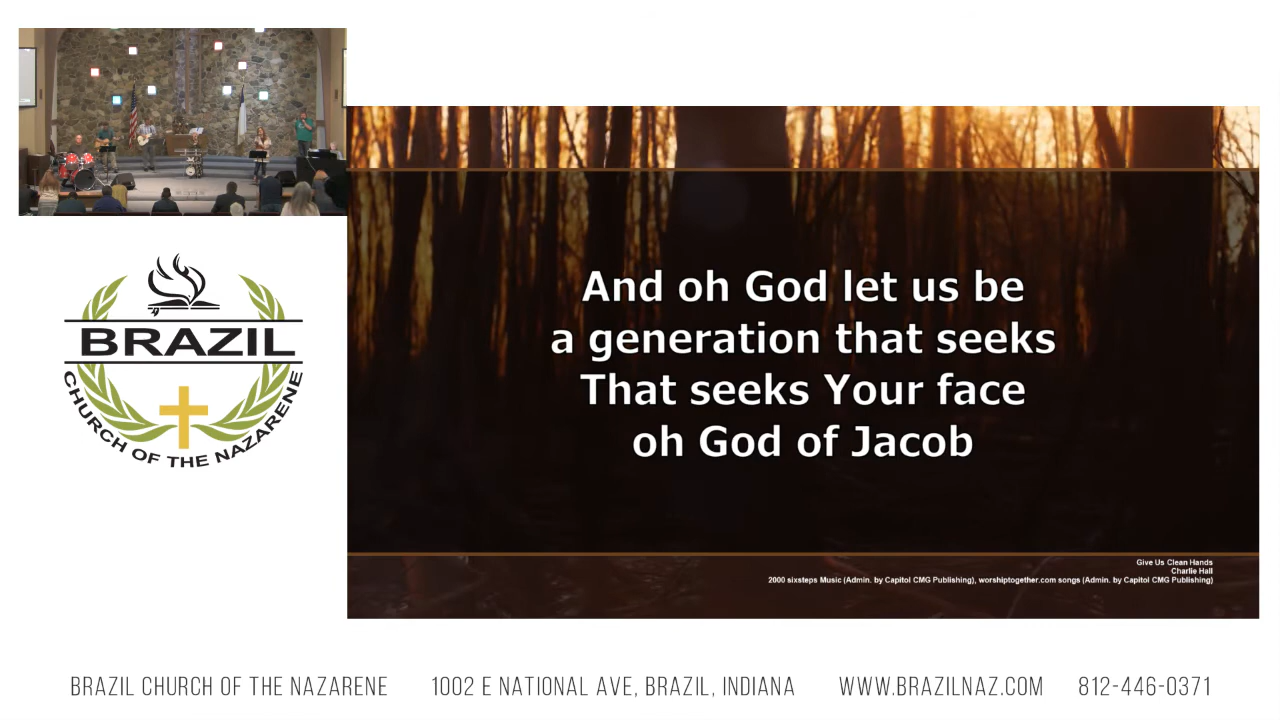 BRAZIL
CHURCH OF THE NAZARENE
And oh God let us be
a generation that seeks
That seeks Your face
oh God of Jacob
Give Us Clean Hands
Charlie Hall
2000 sixsteps Music (Admin. by Capitol CMG Publishing), worshiptogether.com songs (Admin. by Capitol CMG Publishing)
BRAZIL CHURCH OF THE NAZARENE 1002 E NATIONAL AVE, BRAZIL, INDIANA WWW.BRAZILNAZ.COM 812-446-0371